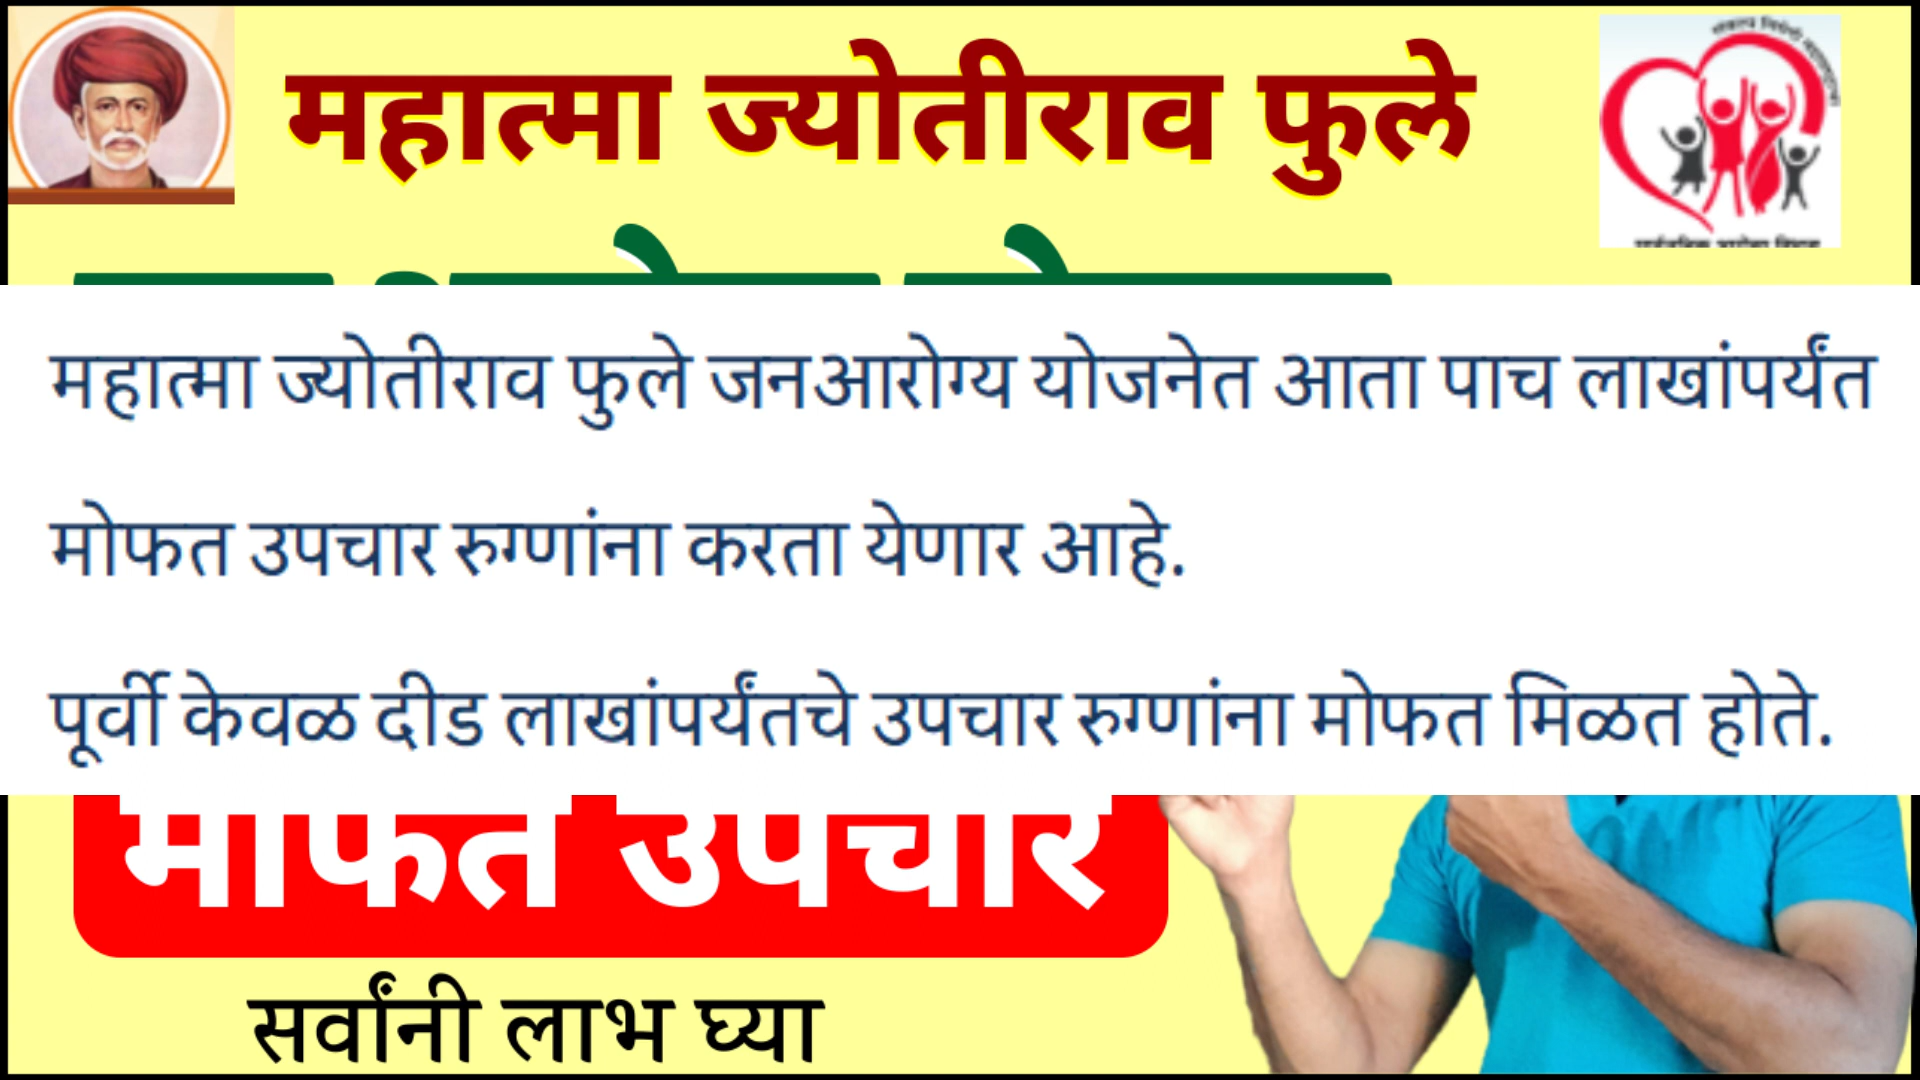 महात्मा ज्योतीराव फुले
महात्मा ज्योतीराव फुले जनआरोग्य योजनेत आता पाच लाखांपर्यंत
मोफत उपचार रुग्णांना करता येणार आहे.
पूर्वी केवळ दीड लाखांपर्यंतचे उपचार रुग्णांना मोफत मिळत होते.
मोफत उपचार
सर्वांनी लाभ घ्या